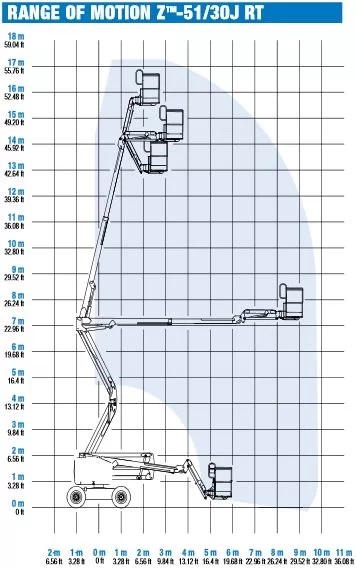 RANGE OF MOTION Z™-51/30J RT
18 m
59.04 ft
17 m
55.76 ft
16 m
52.48 ft
15 m
49.20 ft
14 m
45.92 ft
13 m
42.64 ft
12 m
39.36 ft
11 m
36.08 ft
10 m
32.80 ft
9 m
29.52 ft
8 m
26.24 ft
7 m
22.96 ft
6 m
19.68 ft
5 m
16.4 ft
4 m
13.12 ft
3 m
9.84 ft
2 m
6.56 ft
1 m
3.28 ft
0 m
0 ft
2 m 1 m 0 m 1 m 2 m 3 m 4 m 5 m 6 m 7 m 8 m 9 m 10 m 11 m
6.56 ft 3.28 ft 0 ft 3.28 ft 6.56 ft 9.84 ft 13.12 ft 16.4 ft 19.68 ft 22.96 ft 26.24 ft 29.52 ft 32.80 ft 36.08 ft